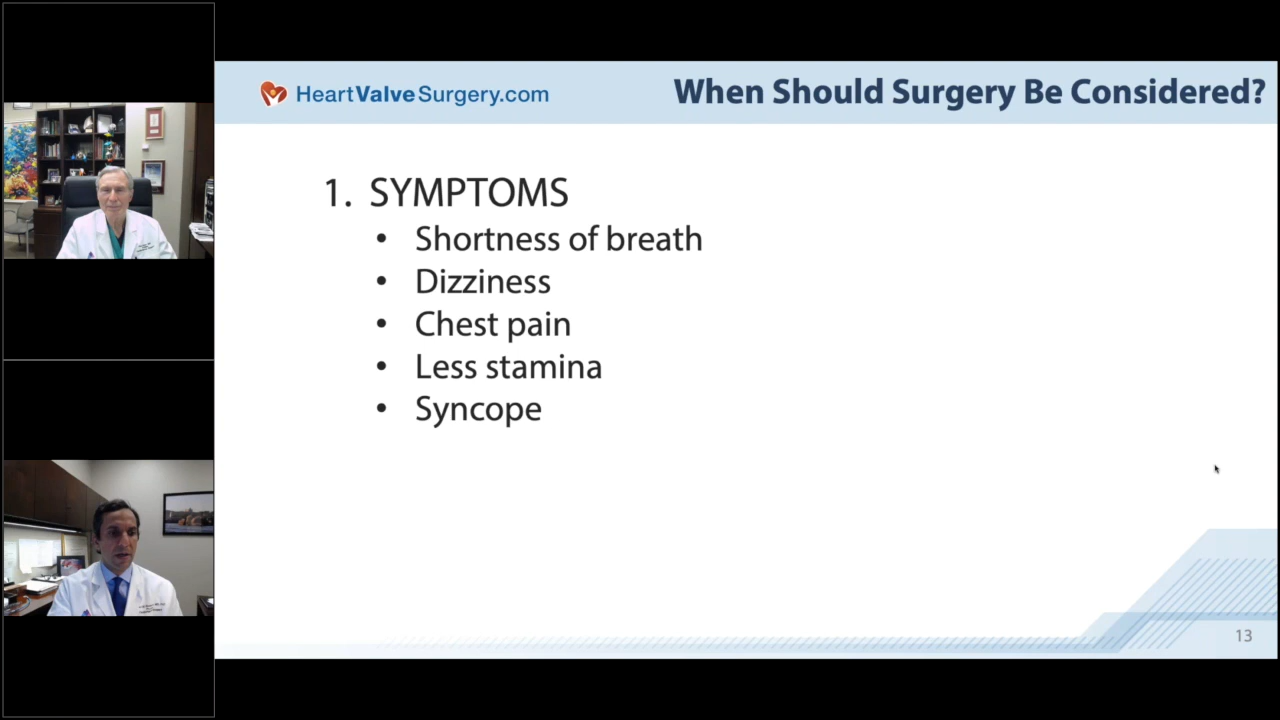 HeartValveSurgery.com
When Should Surgery Be Considered?
1. SYMPTOMS
• Shortness of breath
• Dizziness
• Chest pain
• Less stamina
• Syncope
13